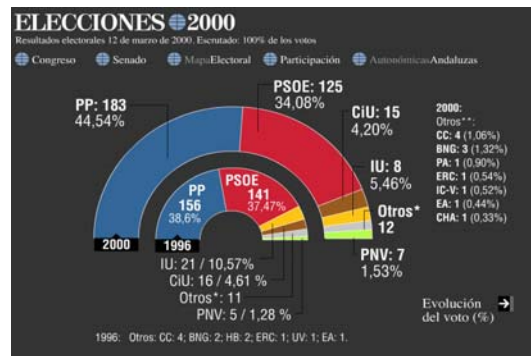 ELECCIONES 2000
Resultados electorales 12 de marzo de 2000. Escrutado: 100% de los votos
Congreso Senado MapaElectoral Participación AutonómicasAndaluzas
PP: 183
44,54%
PSOE: 125
34,08%
CiU: 15
4,20%
IU: 8
5,46%
Otros*
12
PNV: 7
1,53%
2000:
Otros**:
CC: 4 (1,06%)
BNG: 3 (1,32%)
PA: 1 (0,90%)
ERC: 1 (0,54%)
IC-V: 1 (0,52%)
EA: 1 (0,44%)
CHA: 1 (0,33%)
PP
156
38,6%
PSOE
141
37,47%
2000
1996
IU: 21 / 10,57%
CiU: 16 / 4,61 %
Otros*: 11
PNV: 5 / 1,28 %
Evolución
del voto (%)
1996: Otros: CC: 4; BNG: 2; HB: 2; ERC: 1; UV: 1; EA: 1.